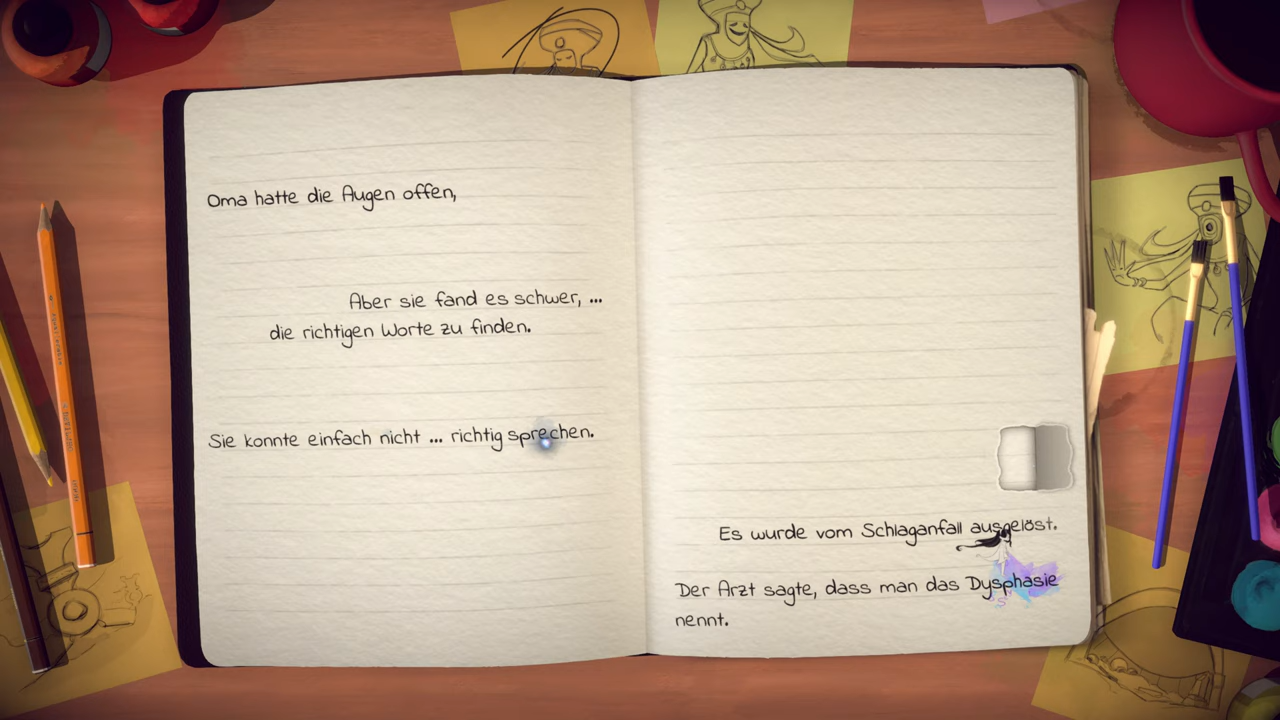 Oma hatte die Augen offen,
Aber sie fand es schwer, ...
die richtigen Worte zu finden.
Sie konnte einfach nicht ... richtig sprechen.
Es wurde vom Schlaganfall ausgelöst.
Der Arzt sagte, dass man das Dysphasie
nennt.